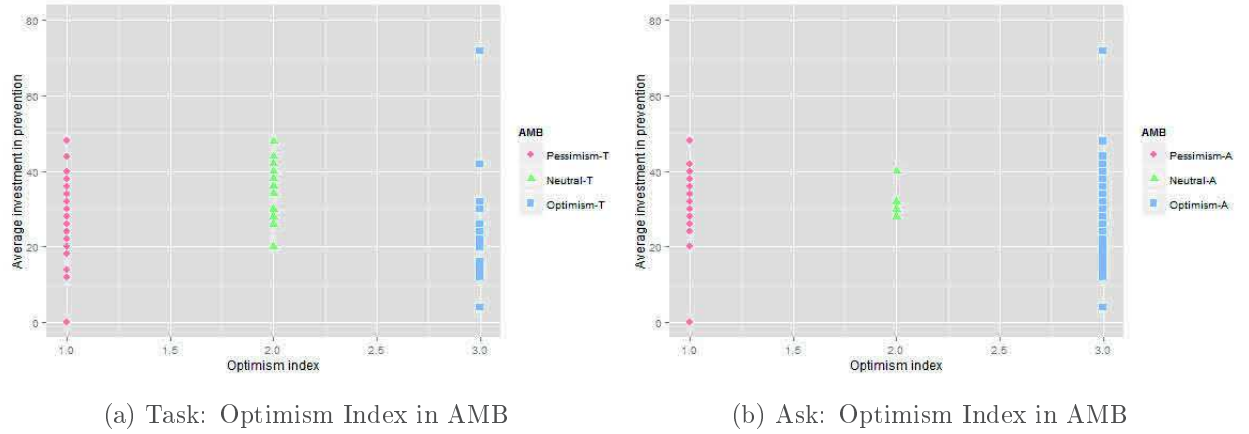 80
60
40
20
0
Average investment in prevention
1.0 1.5 2.0 2.5 3.0
Optimism index
AMB
Pessimism-T
Neutral-T
Optimism-T
(a) Task: Optimism Index in AMB
80
60
40
20
0
Average investment in prevention
1.0 1.5 2.0 2.5 3.0
Optimism index
AMB
Pessimism-A
Neutral-A
Optimism-A
(b) Ask: Optimism Index in AMB